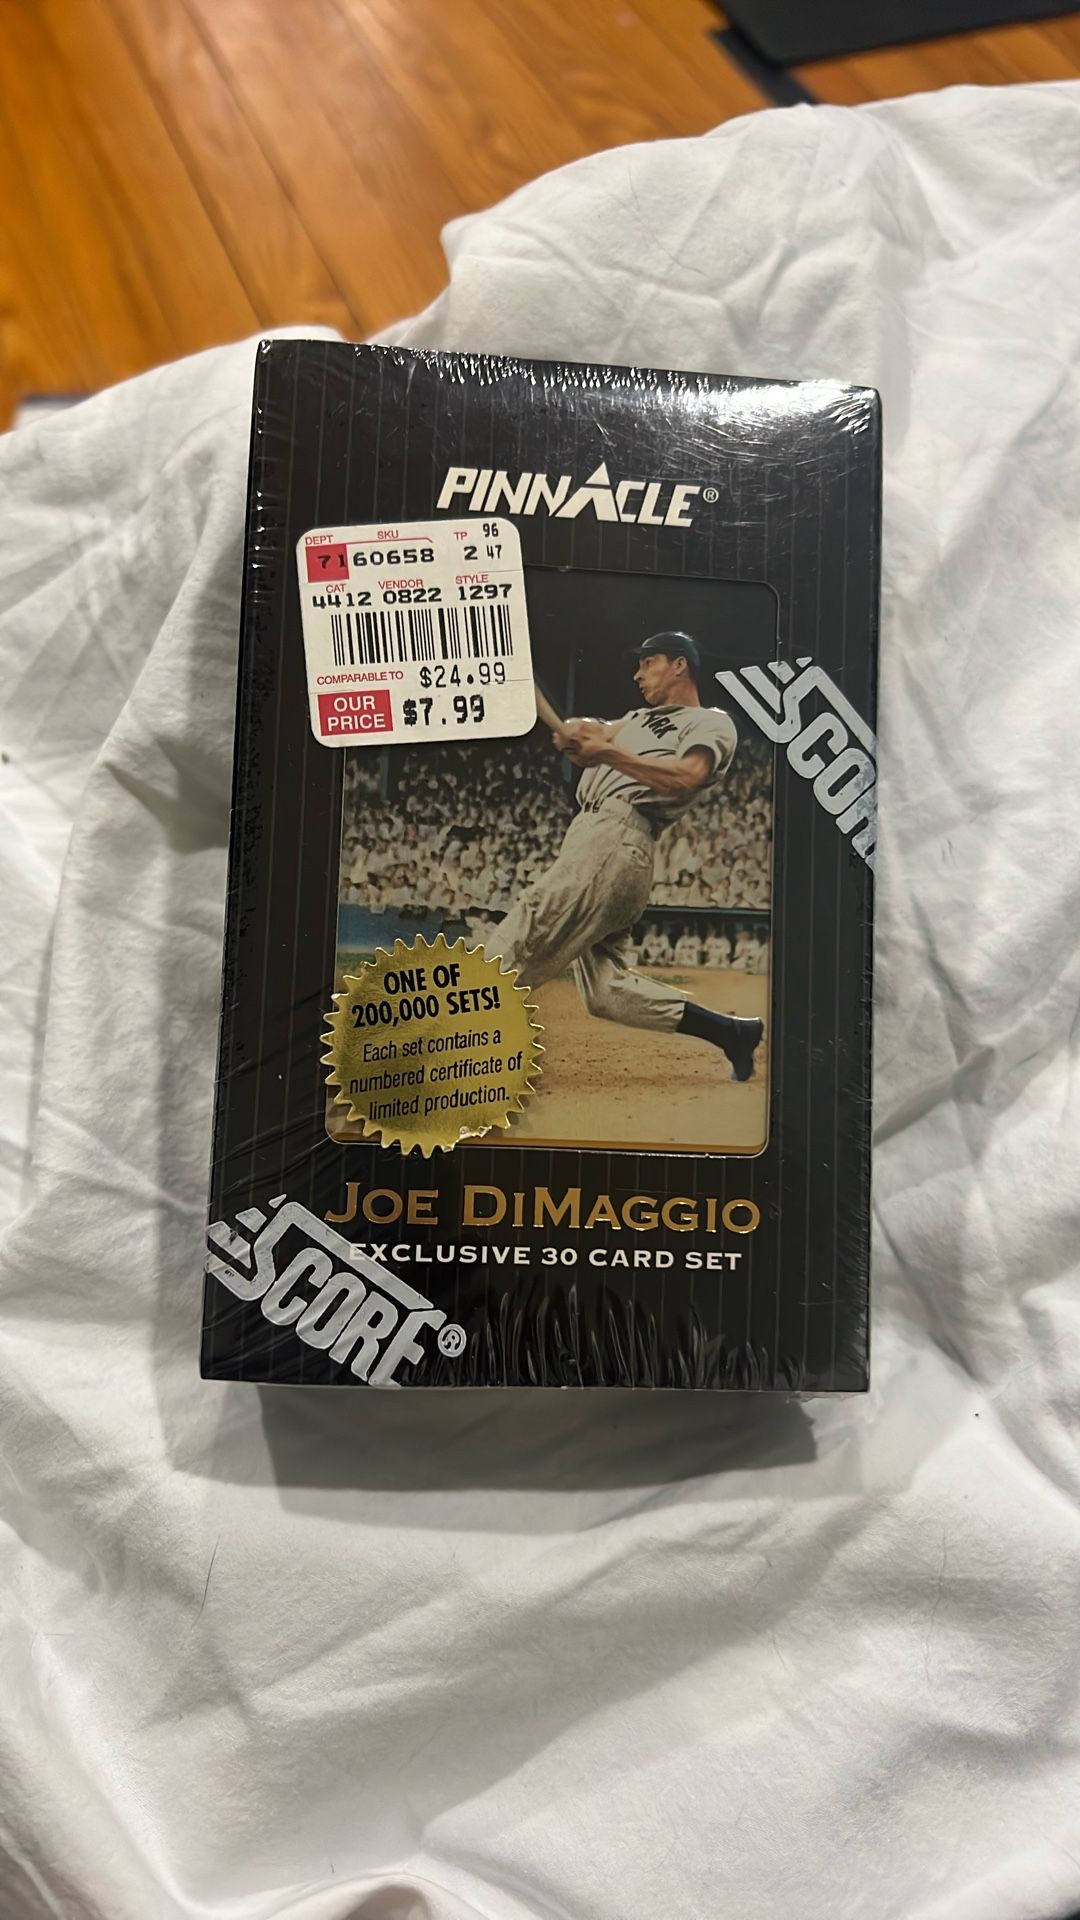 PINNACLE®
DEPT SKU TP 96
71 60658 2 47
CAT VENDOR STYLE
4412 0822 1297
COMPARABLE TO $24.99
OUR PRICE $7.99
YORK
SCORE
ONE OF
200,000 SETS!
Each set contains a
numbered certificate of
limited production.
JOE DIMAGGIO
EXCLUSIVE 30 CARD SET
SCORE®